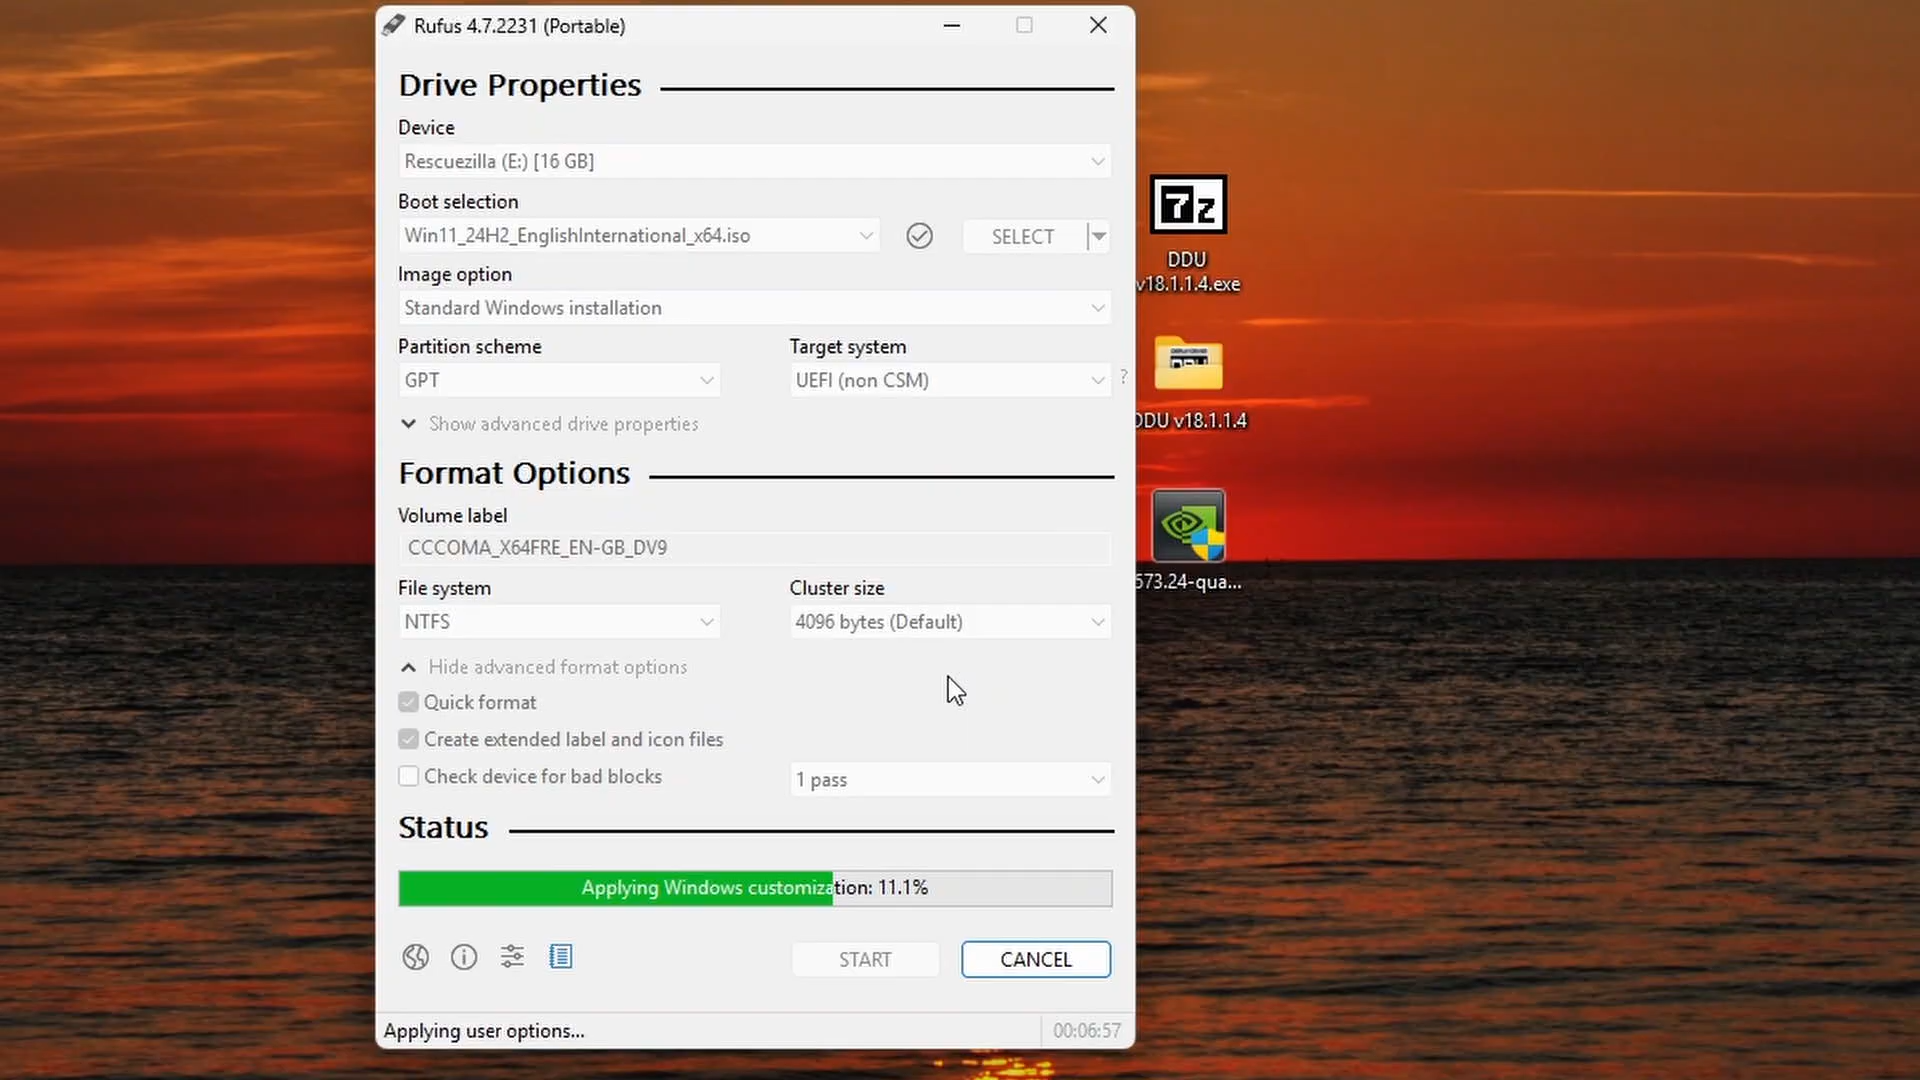 Rufus 4.7.2231 (Portable)
Drive Properties
Device
Rescuezilla (E:) [16 GB]
Boot selection
Win11_24H2_EnglishInternational_x64.iso
SELECT
Image option
Standard Windows installation
Partition scheme
Target system
GPT
UEFI (non CSM)
?
Show advanced drive properties
Format Options
Volume label
CCCOMA_X64FRE_EN-GB_DV9
File system
Cluster size
NTFS
4096 bytes (Default)
Hide advanced format options
Quick format
Create extended label and icon files
Check device for bad blocks
1 pass
Status
Applying Windows customization: 11.1%
START
CANCEL
Applying user options...
00:06:57
7z
DDU
v18.1.1.4.exe
DDU v18.1.1.4
573.24-qua...